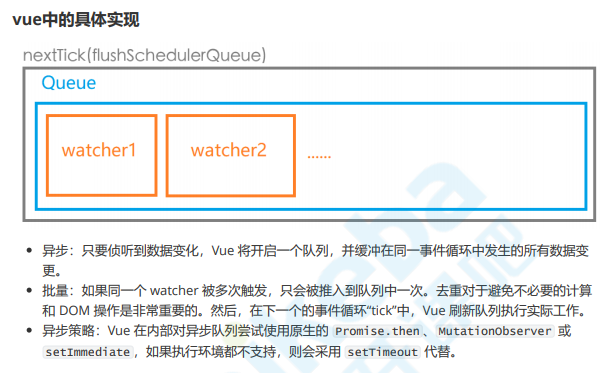 vue中的具体实现
nextTick(flushSchedulerQueue)
Queue
watcher1 watcher2 ......
异步：只要侦听到数据变化，Vue 将开启一个队列，并缓冲在同一事件循环中发生的所有数据变
更。
批量：如果同一个 watcher 被多次触发，只会被推入到队列中一次。去重对于避免不必要的计算
和 DOM 操作是非常重要的。然后，在下一个的事件循环“tick”中，Vue 刷新队列执行实际工作。
异步策略：Vue 在内部对异步队列尝试使用原生的 Promise.then、MutationObserver 或
setImmediate，如果执行环境都不支持，则会采用 setTimeout 代替。